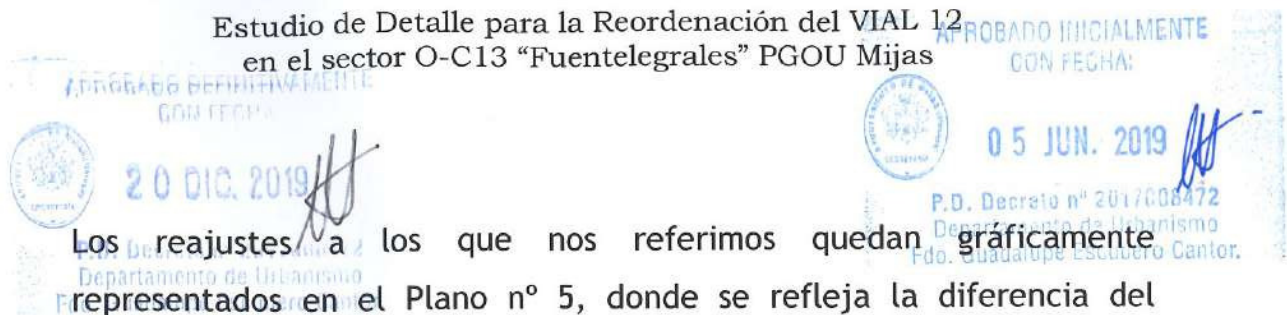 Estudio de Detalle para la Reordenación del VIAL 12
en el sector O-C13 “Fuentelegrales” PGOU Mijas
APROBADO INICIALMENTE
CON FECHA:
APROBADO DEFINITIVAMENTE
CON FECHA
05 JUN. 2019
20 DIC. 2019
P.D. Decreto nº 2017008472
Departamento de Urbanismo
Fdo. Guadalupe Escudero Cantor.
Los reajustes a los que nos referimos quedan gráficamente
P.D.
Departamento de Urbanismo
representados en el Plano nº 5, donde se refleja la diferencia del